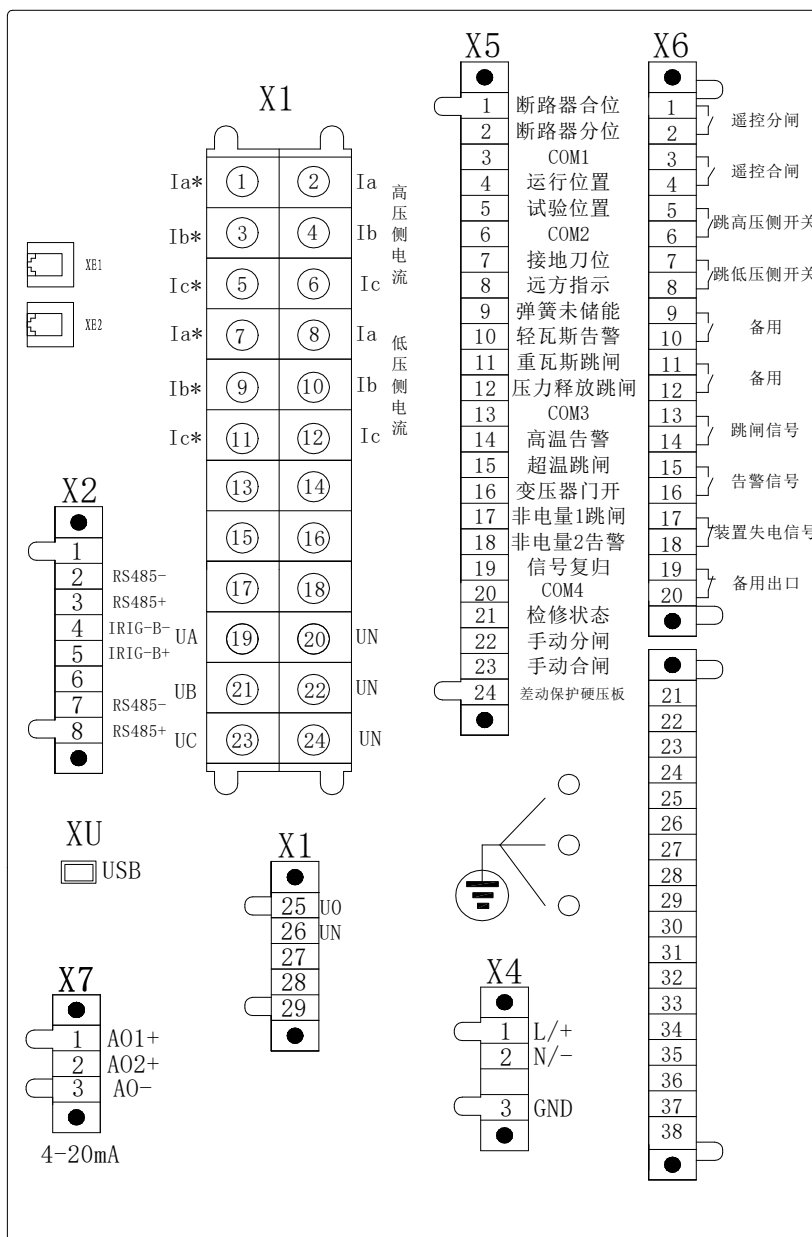 X1
Ia* ① ② Ia
Ib* ③ ④ Ib
Ic* ⑤ ⑥ Ic
高压侧电流
Ia* ⑦ ⑧ Ia
Ib* ⑨ ⑩ Ib
Ic* ⑪ ⑫ Ic
低压侧电流
⑬ ⑭
⑮ ⑯
⑰ ⑱
UA ⑲ ⑳ UN
UB ㉑ ㉒ UN
UC ㉓ ㉔ UN
XE1
XE2
X2
1
2 RS485-
3 RS485+
4 IRIG-B-
5 IRIG-B+
6
7 RS485-
8 RS485+
XU
USB
X7
1 AO1+
2 AO2+
3 AO-
4-20mA
X1
25 UO
26 UN
27
28
29
X5
1 断路器合位
2 断路器分位
3 COM1
4 运行位置
5 试验位置
6 COM2
7 接地刀位
8 远方指示
9 弹簧未储能
10 轻瓦斯告警
11 重瓦斯跳闸
12 压力释放跳闸
13 COM3
14 高温告警
15 超温跳闸
16 变压器门开
17 非电量1跳闸
18 非电量2告警
19 信号复归
20 COM4
21 检修状态
22 手动分闸
23 手动合闸
24 差动保护硬压板
X4
1 L/+
2 N/-
3 GND
X6
1
2
遥控分闸
3
4
遥控合闸
5
6
跳高压侧开关
7
8
跳低压侧开关
9
10
备用
11
12
备用
13
14
跳闸信号
15
16
告警信号
17
18
装置失电信号
19
20
备用出口
21
22
23
24
25
26
27
28
29
30
31
32
33
34
35
36
37
38